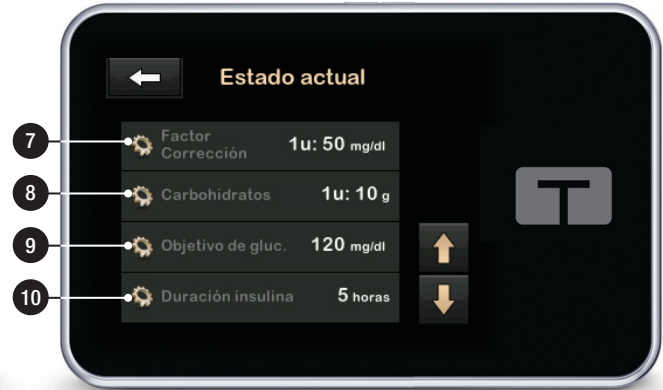 Estado actual
7
Factor
Corrección
1u: 50 mg/dl
8
Carbohidratos
1u: 10 g
9
Objetivo de gluc.
120 mg/dl
10
Duración insulina
5 horas
T